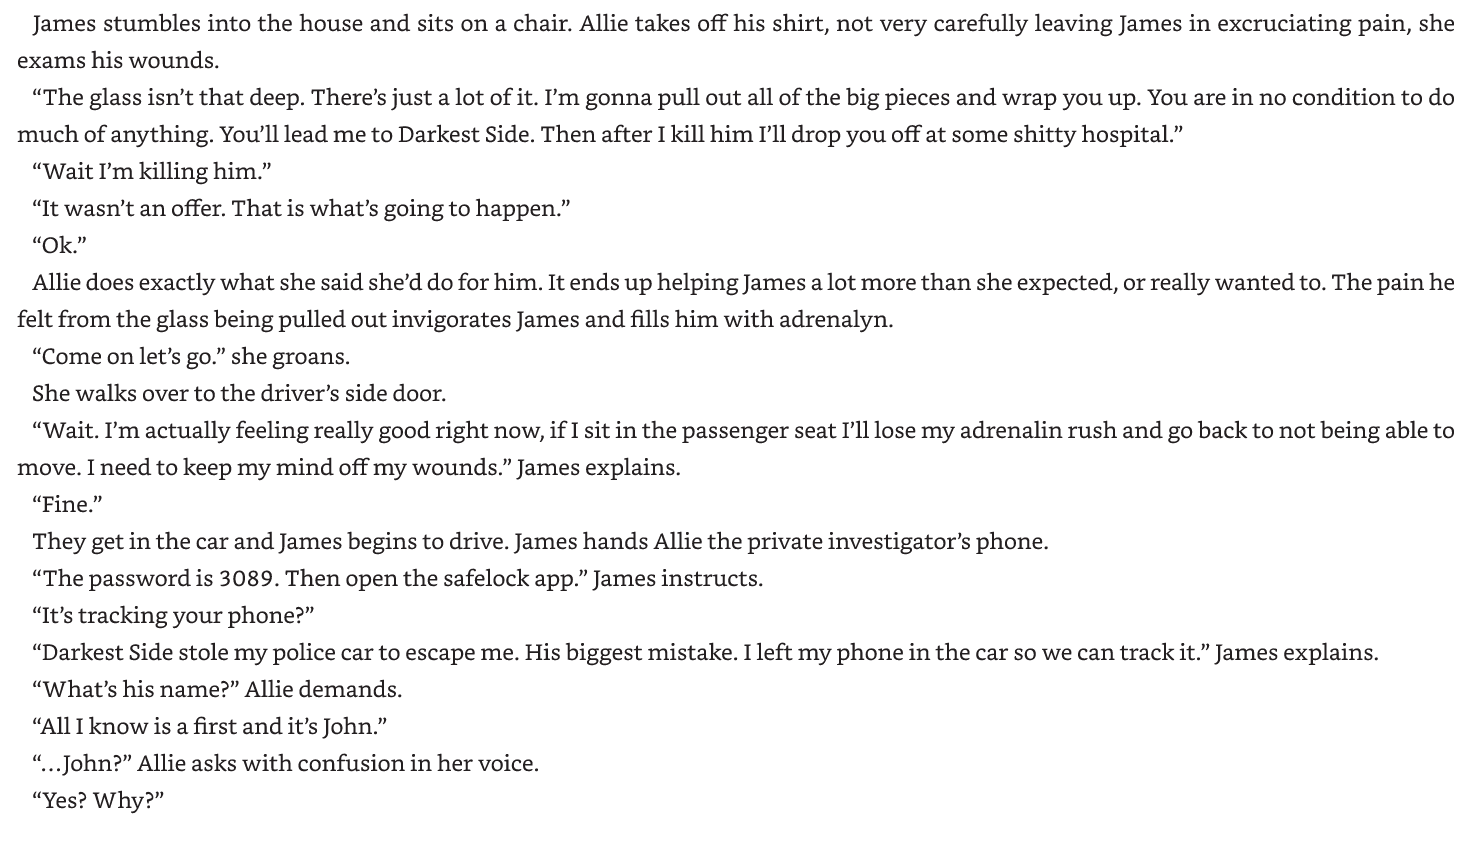 James stumbles into the house and sits on a chair. Allie takes off his shirt, not very carefully leaving James in excruciating pain, she
exams his wounds.
“The glass isn’t that deep. There’s just a lot of it. I’m gonna pull out all of the big pieces and wrap you up. You are in no condition to do
much of anything. You’ll lead me to Darkest Side. Then after I kill him I’ll drop you off at some shitty hospital.”
“Wait I’m killing him.”
“It wasn’t an offer. That is what’s going to happen.”
“Ok.”
Allie does exactly what she said she’d do for him. It ends up helping James a lot more than she expected, or really wanted to. The pain he
felt from the glass being pulled out invigorates James and fills him with adrenalyn.
“Come on let’s go.” she groans.
She walks over to the driver’s side door.
“Wait. I’m actually feeling really good right now, if I sit in the passenger seat I’ll lose my adrenalin rush and go back to not being able to
move. I need to keep my mind off my wounds.” James explains.
“Fine.”
They get in the car and James begins to drive. James hands Allie the private investigator’s phone.
“The password is 3089. Then open the safelock app.” James instructs.
“It’s tracking your phone?”
“Darkest Side stole my police car to escape me. His biggest mistake. I left my phone in the car so we can track it.” James explains.
“What’s his name?” Allie demands.
“All I know is a first and it’s John.”
“…John?” Allie asks with confusion in her voice.
“Yes? Why?”